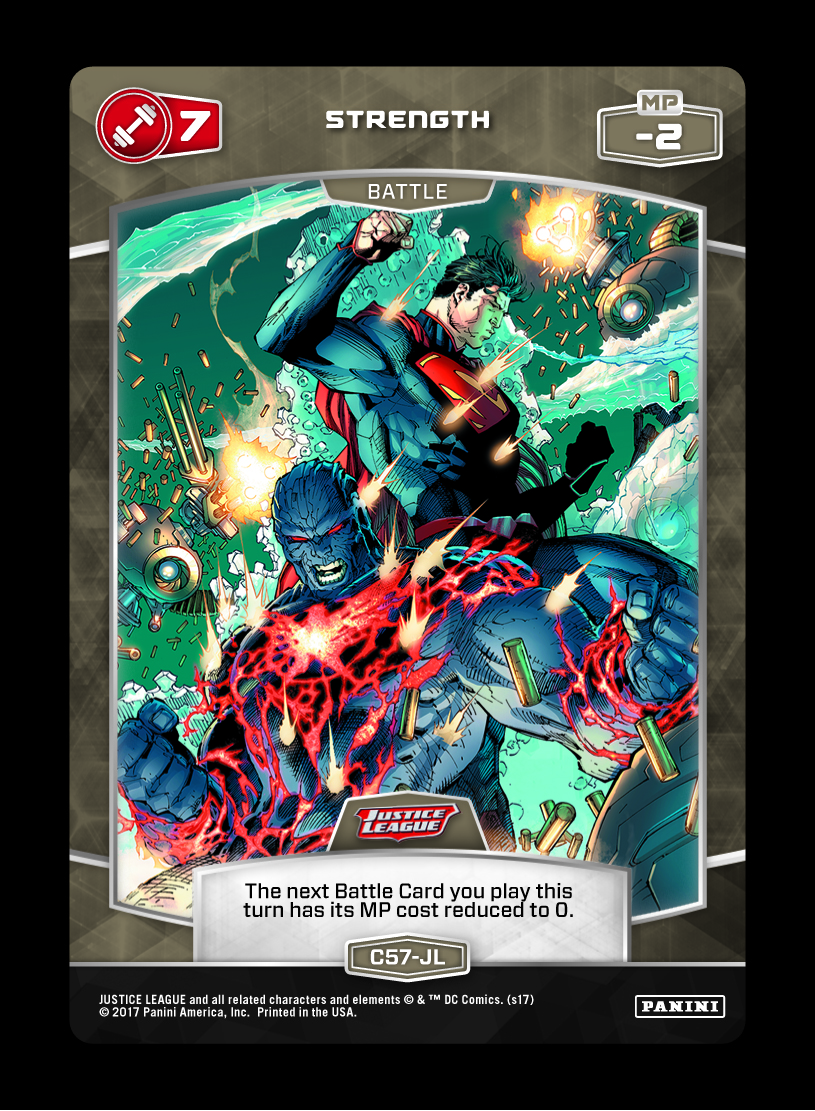 7
STRENGTH
MP
-2
BATTLE
JUSTICE
LEAGUE
The next Battle Card you play this
turn has its MP cost reduced to 0.
C57-JL
JUSTICE LEAGUE and all related characters and elements © & ™ DC Comics. (s17)
© 2017 Panini America, Inc. Printed in the USA.
PANINI